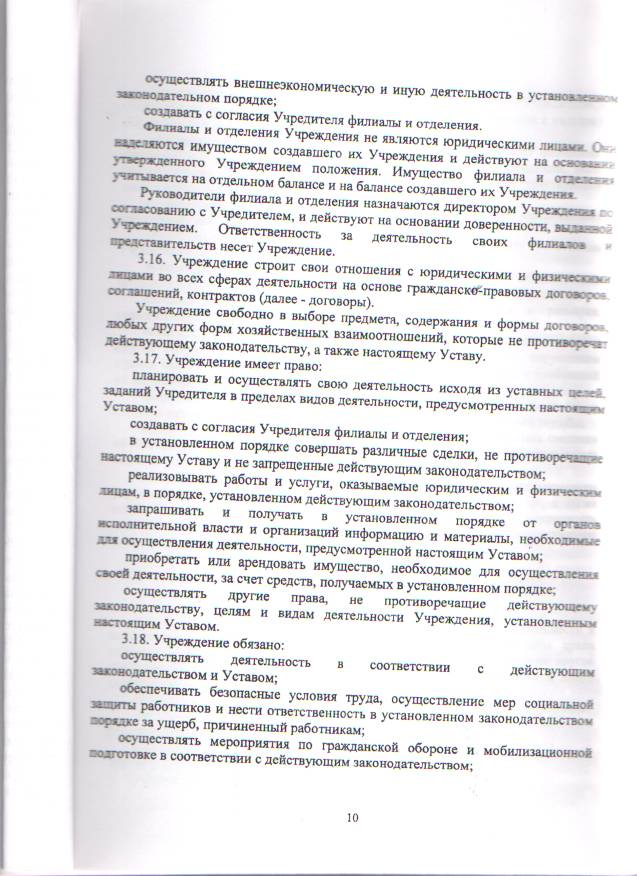 осуществлять внешнеэкономическую и иную деятельность в установленном
законодательном порядке;
создавать с согласия Учредителя филиалы и отделения.
Филиалы и отделения Учреждения не являются юридическими лицами. Они
наделяются имуществом создавшего их Учреждения и действуют на основании
утвержденного Учреждением положения. Имущество филиала и отделения
учитывается на отдельном балансе и на балансе создавшего их Учреждения.
Руководители филиала и отделения назначаются директором Учреждения по
согласованию с Учредителем, и действуют на основании доверенности, выданной
Учреждением. Ответственность за деятельность своих филиалов и
представительств несет Учреждение.
3.16. Учреждение строит свои отношения с юридическими и физическими
лицами во всех сферах деятельности на основе гражданско-правовых договоров,
соглашений, контрактов (далее - договоры).
Учреждение свободно в выборе предмета, содержания и формы договоров,
любых других форм хозяйственных взаимоотношений, которые не противоречат
действующему законодательству, а также настоящему Уставу.
3.17. Учреждение имеет право:
планировать и осуществлять свою деятельность исходя из уставных целей,
заданий Учредителя в пределах видов деятельности, предусмотренных настоящим
Уставом;
создавать с согласия Учредителя филиалы и отделения;
в установленном порядке совершать различные сделки, не противоречащие
настоящему Уставу и не запрещенные действующим законодательством;
реализовывать работы и услуги, оказываемые юридическим и физическим
лицам, в порядке, установленном действующим законодательством;
запрашивать и получать в установленном порядке от органов
исполнительной власти и организаций информацию и материалы, необходимые
для осуществления деятельности, предусмотренной настоящим Уставом;
приобретать или арендовать имущество, необходимое для осуществления
своей деятельности, за счет средств, получаемых в установленном порядке;
осуществлять другие права, не противоречащие действующему
законодательству, целям и видам деятельности Учреждения, установленным
настоящим Уставом.
3.18. Учреждение обязано:
осуществлять деятельность в соответствии с действующим
законодательством и Уставом;
обеспечивать безопасные условия труда, осуществление мер социальной
защиты работников и нести ответственность в установленном законодательством
порядке за ущерб, причиненный работникам;
осуществлять мероприятия по гражданской обороне и мобилизационной
подготовке в соответствии с действующим законодательством;
10